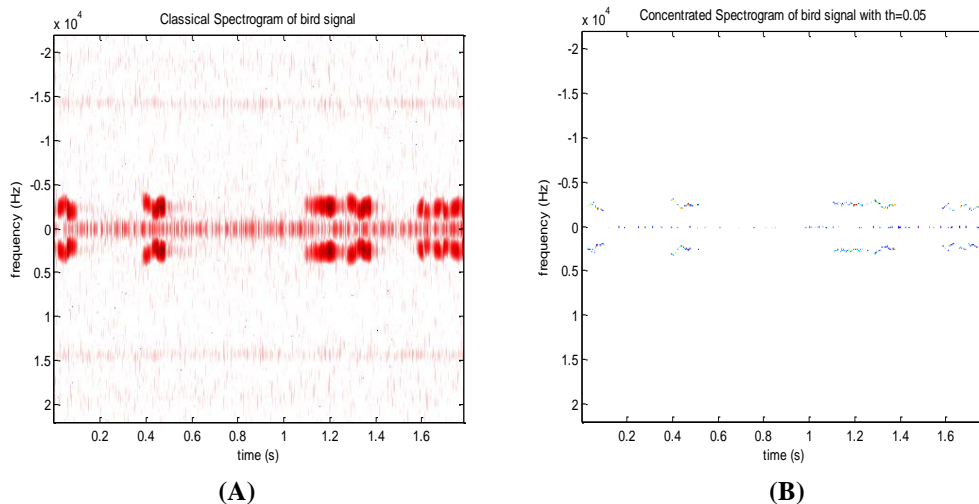 Classical Spectrogram of bird signal
x 10^4
-2
-1.5
-1
-0.5
0
0.5
1
1.5
2
frequency (Hz)
0.2 0.4 0.6 0.8 1 1.2 1.4 1.6
time (s)
(A)
Concentrated Spectrogram of bird signal with th=0.05
x 10^4
-2
-1.5
-1
-0.5
0
0.5
1
1.5
2
frequency (Hz)
0.2 0.4 0.6 0.8 1 1.2 1.4 1.6
time (s)
(B)